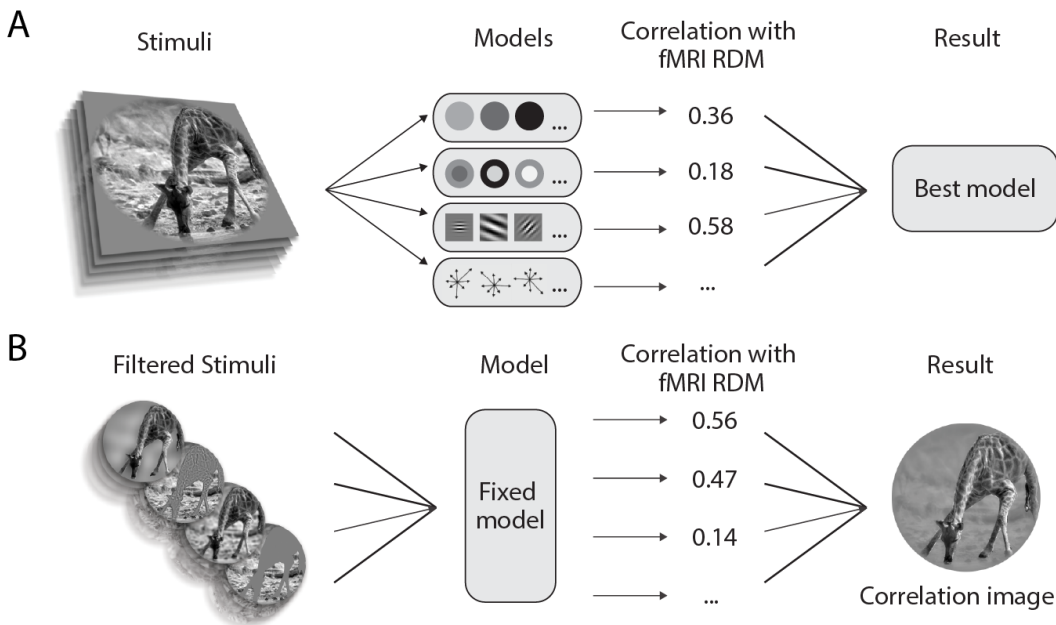 A
Stimuli
Models
Correlation with
fMRI RDM
Result
...
0.36
...
0.18
...
0.58
...
...
Best model
B
Filtered Stimuli
Model
Correlation with
fMRI RDM
Result
Fixed
model
0.56
0.47
0.14
...
Correlation image